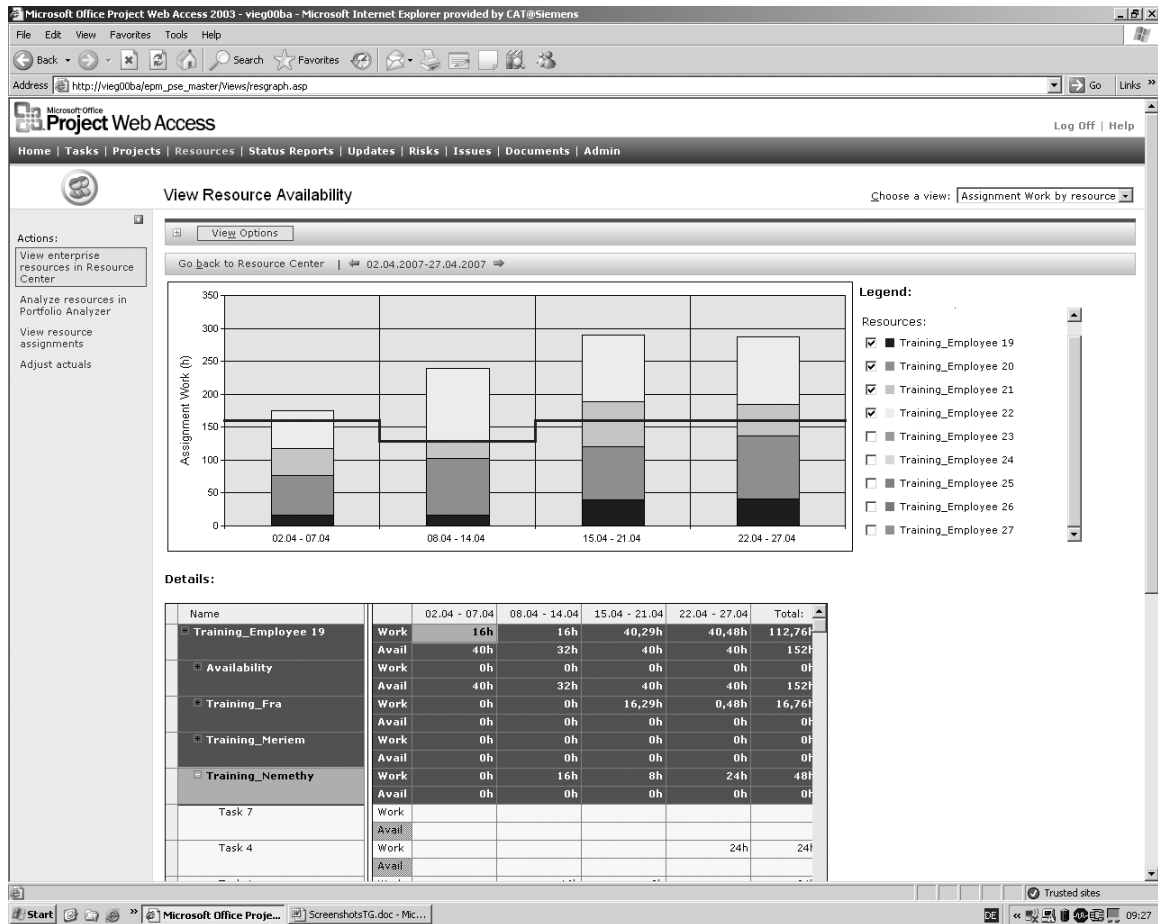 Microsoft Office Project Web Access 2003 - vieg00ba - Microsoft Internet Explorer provided by CAT@Siemens
File Edit View Favorites Tools Help
Back Search Favorites
Address http://vieg00ba/epm_pse_master/Views/resgraph.asp Go Links »
Microsoft Office
Project Web Access
Log Off | Help
Home | Tasks | Projects | Resources | Status Reports | Updates | Risks | Issues | Documents | Admin
View Resource Availability
Choose a view: Assignment Work by resource
Actions:
View enterprise
resources in Resource
Center
Analyze resources in
Portfolio Analyzer
View resource
assignments
Adjust actuals
View Options
Go back to Resource Center | 02.04.2007-27.04.2007
Assignment Work (h)
350
300
250
200
150
100
50
0
02.04 - 07.04 08.04 - 14.04 15.04 - 21.04 22.04 - 27.04
Legend:
Resources:
Training_Employee 19
Training_Employee 20
Training_Employee 21
Training_Employee 22
Training_Employee 23
Training_Employee 24
Training_Employee 25
Training_Employee 26
Training_Employee 27
Details:
Name 02.04 - 07.04 08.04 - 14.04 15.04 - 21.04 22.04 - 27.04 Total:
Training_Employee 19 Work 16h 16h 40,29h 40,48h 112,76h
Avail 40h 32h 40h 40h 152h
Availability Work 0h 0h 0h 0h 0h
Avail 40h 32h 40h 40h 152h
Training_Fra Work 0h 0h 16,29h 0,48h 16,76h
Avail 0h 0h 0h 0h 0h
Training_Meriem Work 0h 0h 0h 0h 0h
Avail 0h 0h 0h 0h 0h
Training_Nemethy Work 0h 16h 8h 24h 48h
Avail 0h 0h 0h 0h 0h
Task 7 Work
Avail
Task 4 Work 24h 24h
Avail
Trusted sites
Start » Microsoft Office Proje... ScreenshotsTG.doc - Mic... DE « 09:27